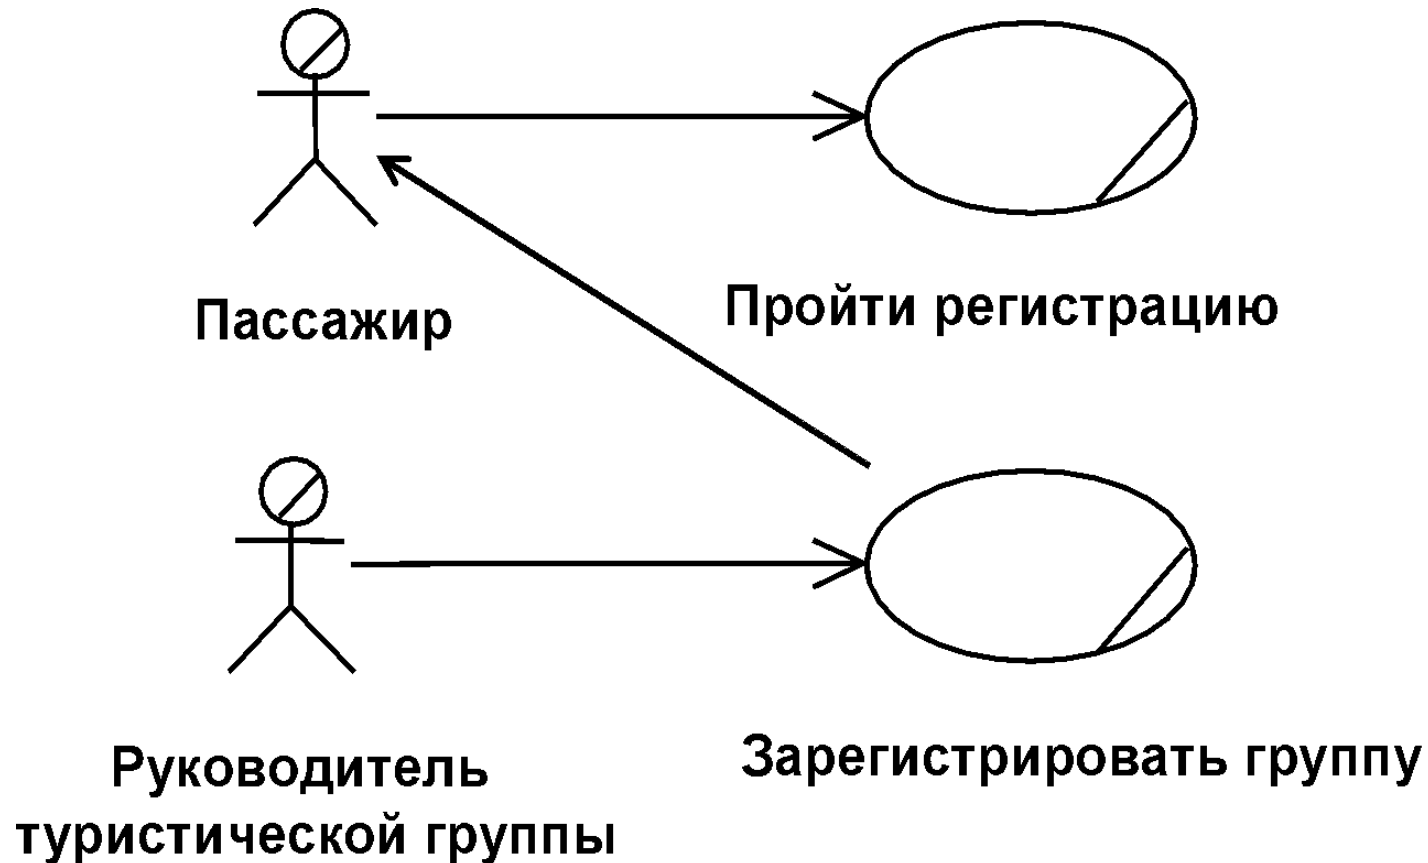 Пассажир
Пройти регистрацию
Руководитель
туристической группы
Зарегистрировать группу